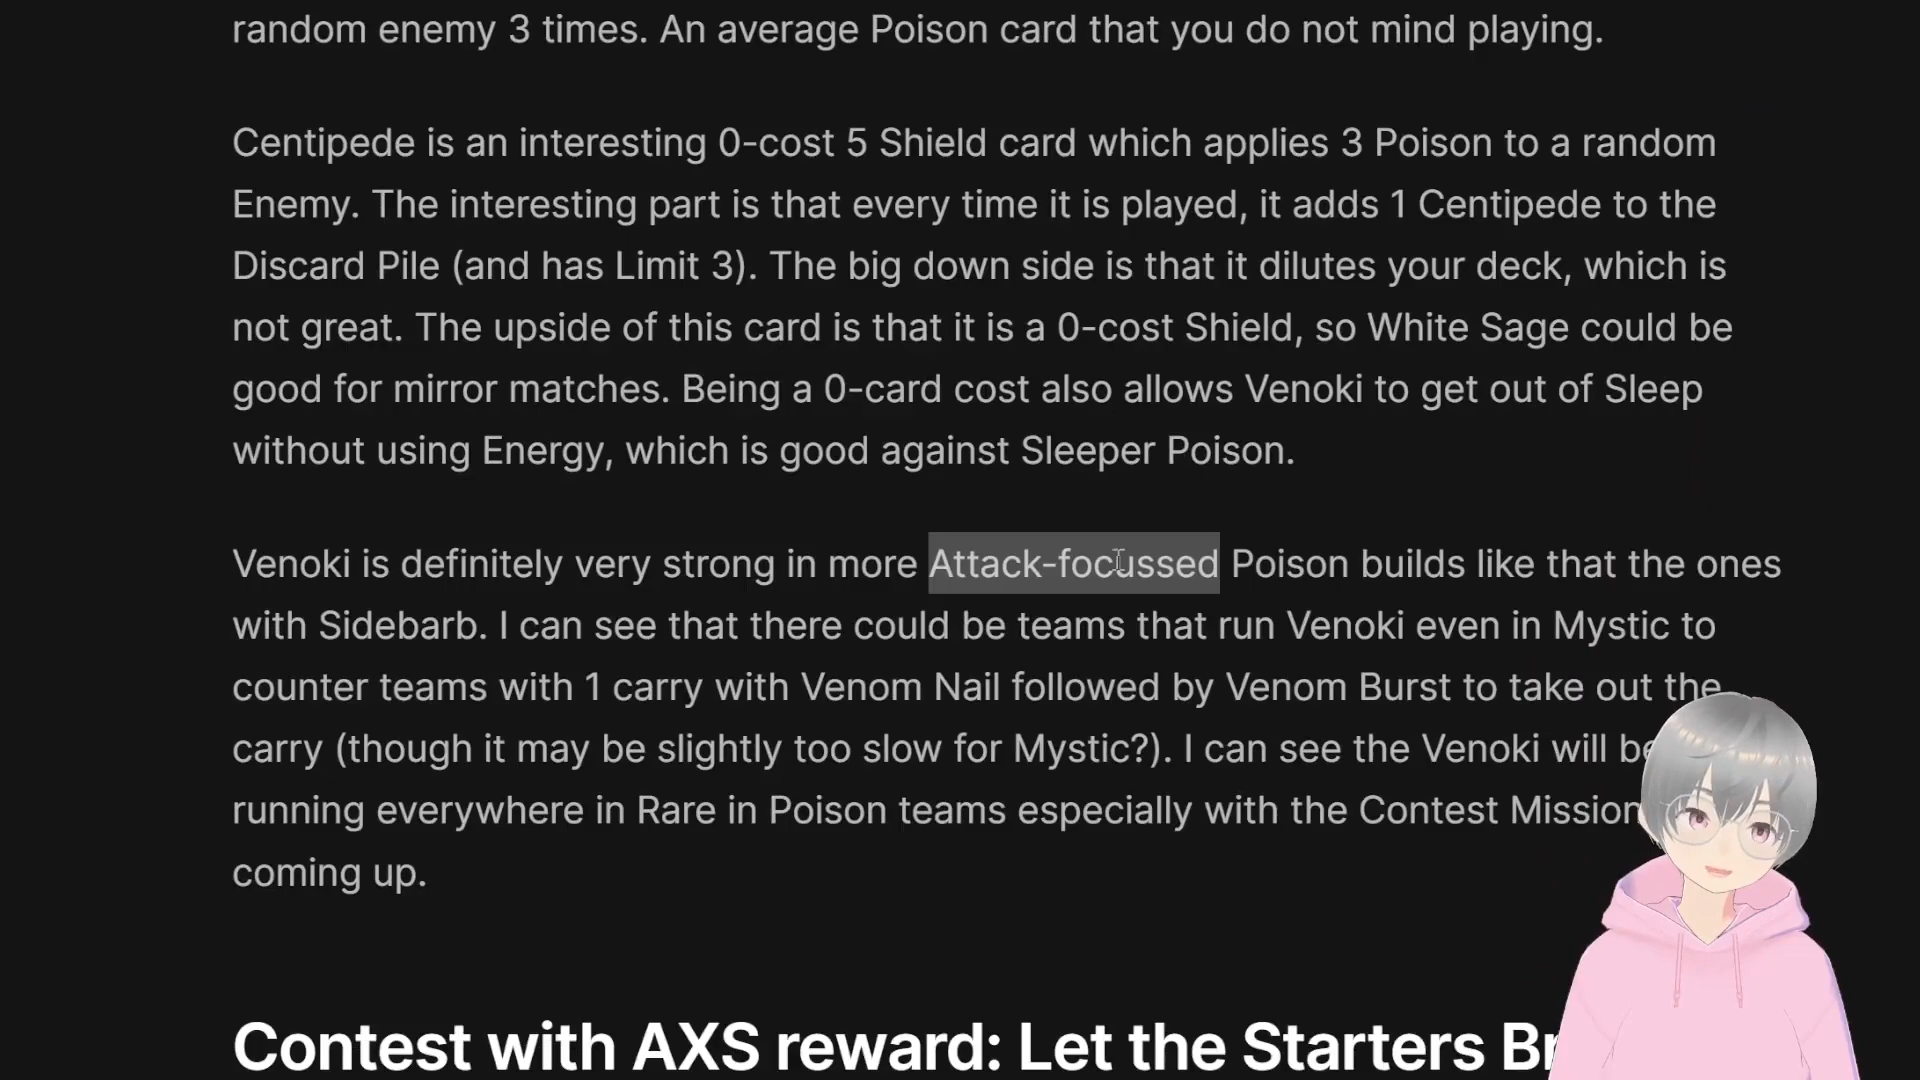 random enemy 3 times. An average Poison card that you do not mind playing.
Centipede is an interesting 0-cost 5 Shield card which applies 3 Poison to a random
Enemy. The interesting part is that every time it is played, it adds 1 Centipede to the
Discard Pile (and has Limit 3). The big down side is that it dilutes your deck, which is
not great. The upside of this card is that it is a 0-cost Shield, so White Sage could be
good for mirror matches. Being a 0-card cost also allows Venoki to get out of Sleep
without using Energy, which is good against Sleeper Poison.
Venoki is definitely very strong in more Attack-focussed Poison builds like that the ones
with Sidebarb. I can see that there could be teams that run Venoki even in Mystic to
counter teams with 1 carry with Venom Nail followed by Venom Burst to take out the
carry (though it may be slightly too slow for Mystic?). I can see the Venoki will be
running everywhere in Rare in Poison teams especially with the Contest Mission
coming up.
Contest with AXS reward: Let the Starters